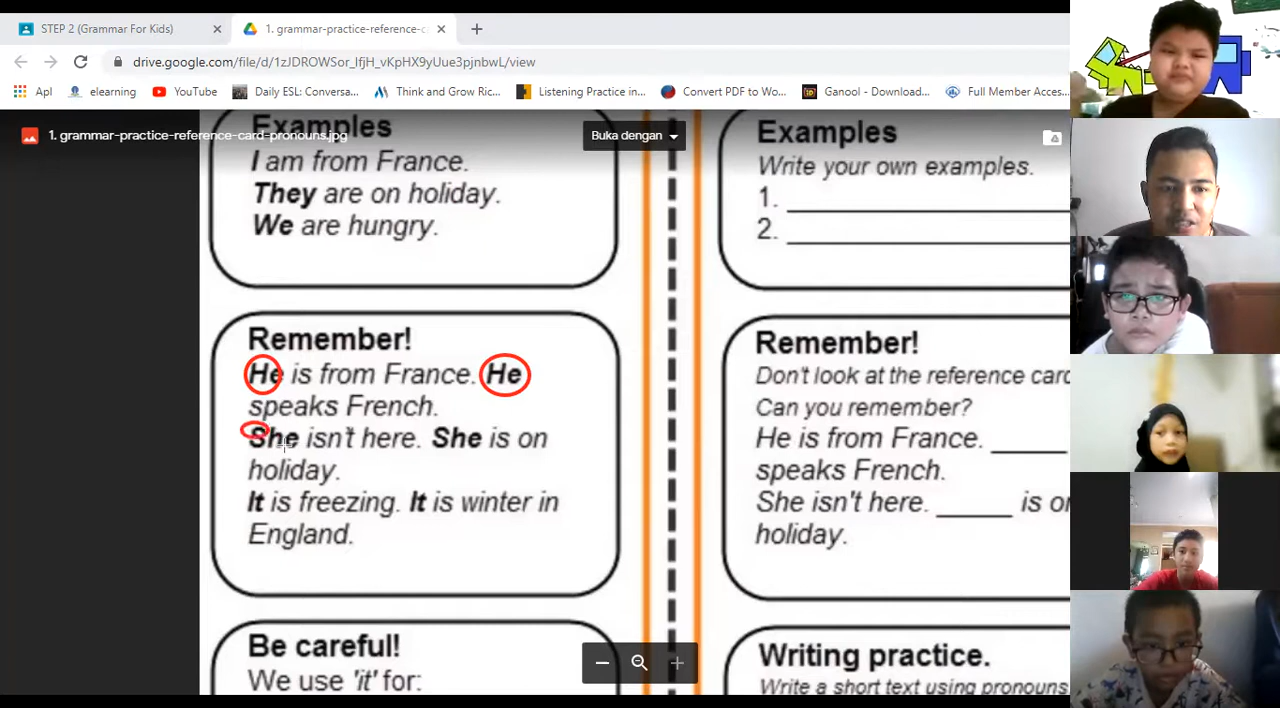 STEP 2 (Grammar For Kids)
1. grammar-practice-reference-c
drive.google.com/file/d/1zJDROWSor_lfjH_vKpHX9yUue3pjnbwL/view
Apl
elearning
YouTube
Daily ESL: Conversa...
Think and Grow Ric...
Listening Practice in...
Convert PDF to Wo...
Ganool - Download...
Full Member Acces...
1. grammar-practice-reference-card-pronouns.jpg
Buka dengan
Examples
I am from France.
They are on holiday.
We are hungry.
Remember!
He is from France. He
speaks French.
She isn't here. She is on
holiday.
It is freezing. It is winter in
England.
Be careful!
We use 'it' for:
Examples
Write your own examples.
1. ____________________
2. ____________________
Remember!
Don't look at the reference card
Can you remember?
He is from France. _____
speaks French.
She isn't here. _____ is on
holiday.
Writing practice.
Write a short text using pronouns